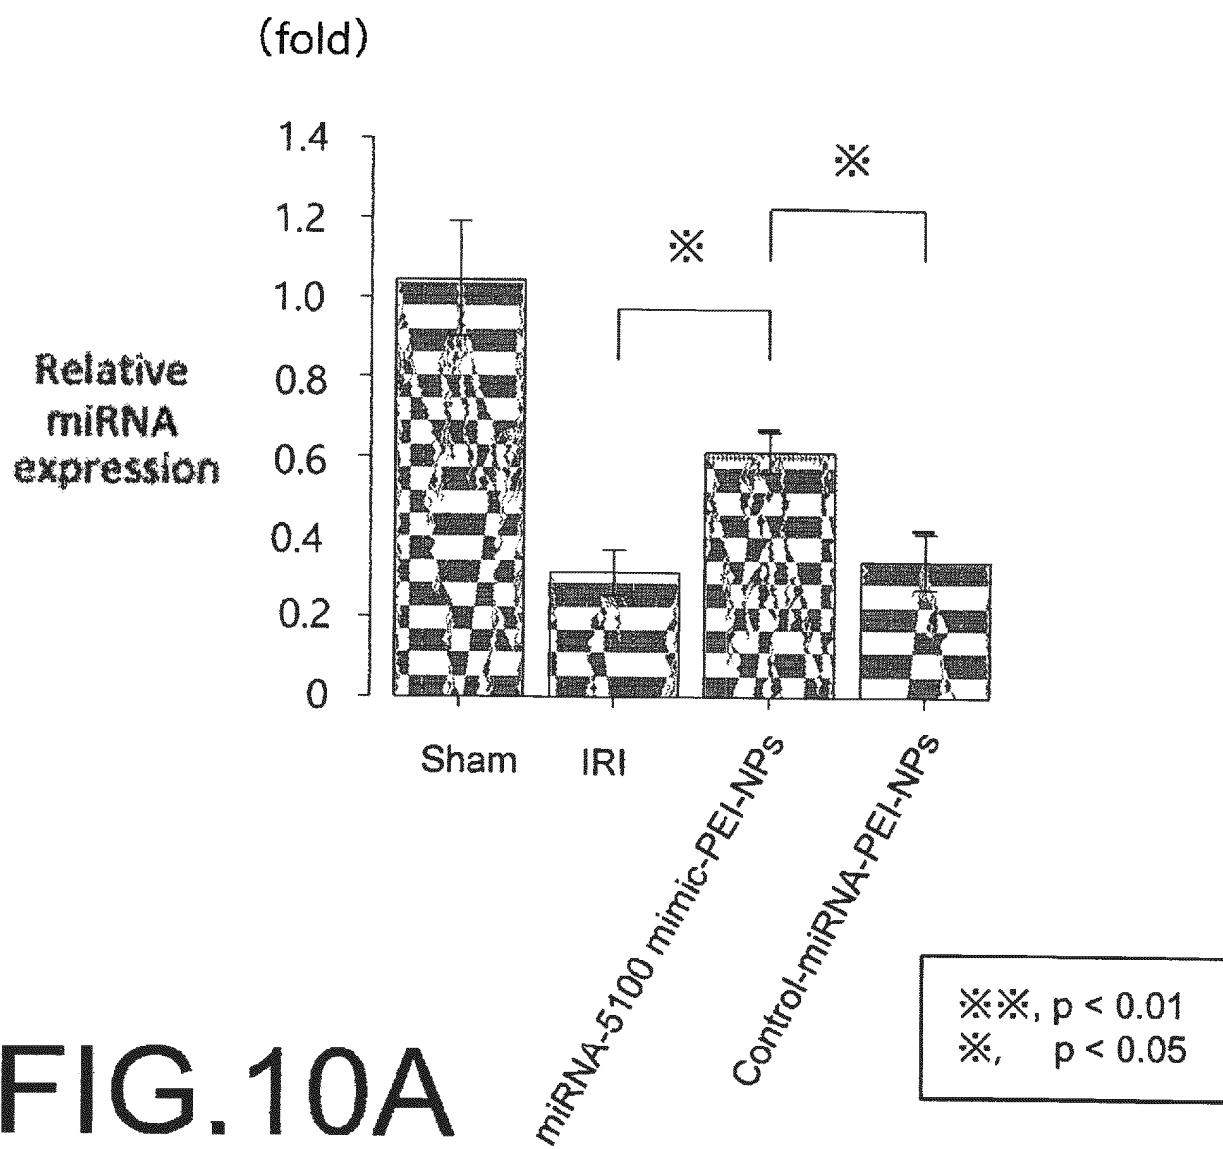 (fold)
1.4
1.2
1.0
0.8
0.6
0.4
0.2
0
Relative
miRNA
expression
※
※
Sham
IRI
miRNA-5100 mimic-PEI-NPs
Control-miRNA-PEI-NPs
※※, p < 0.01
※, p < 0.05
FIG.10A